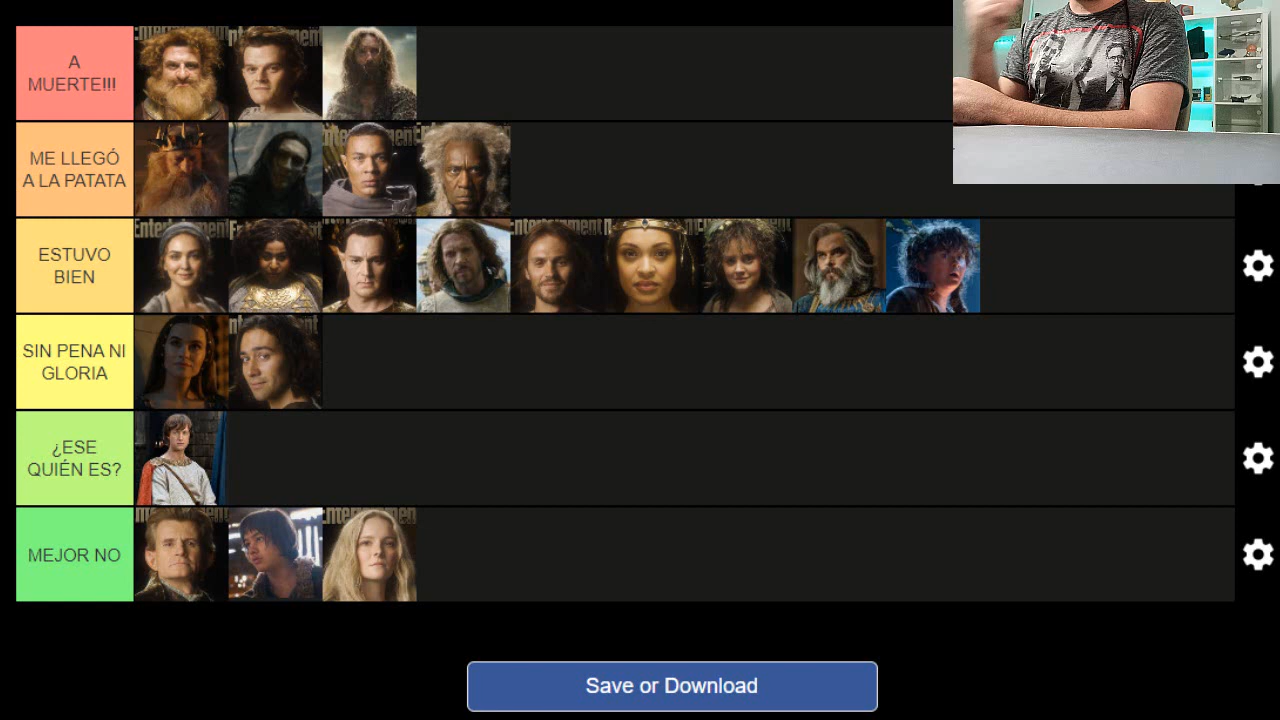 A
MUERTE!!!
ME LLEGÓ
A LA PATATA
ESTUVO
BIEN
SIN PENA NI
GLORIA
¿ESE
QUIÉN ES?
MEJOR NO
Save or Download